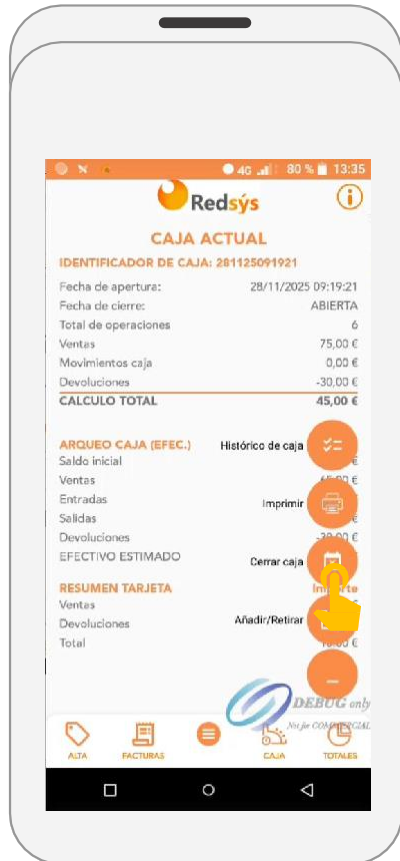 4G 80 % 13:35
Redsýs
CAJA ACTUAL
IDENTIFICADOR DE CAJA: 281125091921
Fecha de apertura: 28/11/2025 09:19:21
Fecha de cierre: ABIERTA
Total de operaciones 6
Ventas 75,00 €
Movimientos caja 0,00 €
Devoluciones -30,00 €
CALCULO TOTAL 45,00 €
ARQUEO CAJA (EFEC.) Histórico de caja
Saldo inicial €
Ventas €
Entradas Imprimir
Salidas €
Devoluciones €
EFECTIVO ESTIMADO Cerrar caja
RESUMEN TARJETA
Ventas
Devoluciones Añadir/Retirar
Total €
DEBUG only
Not for COMMERCIAL
ALTA FACTURAS CAJA TOTALES